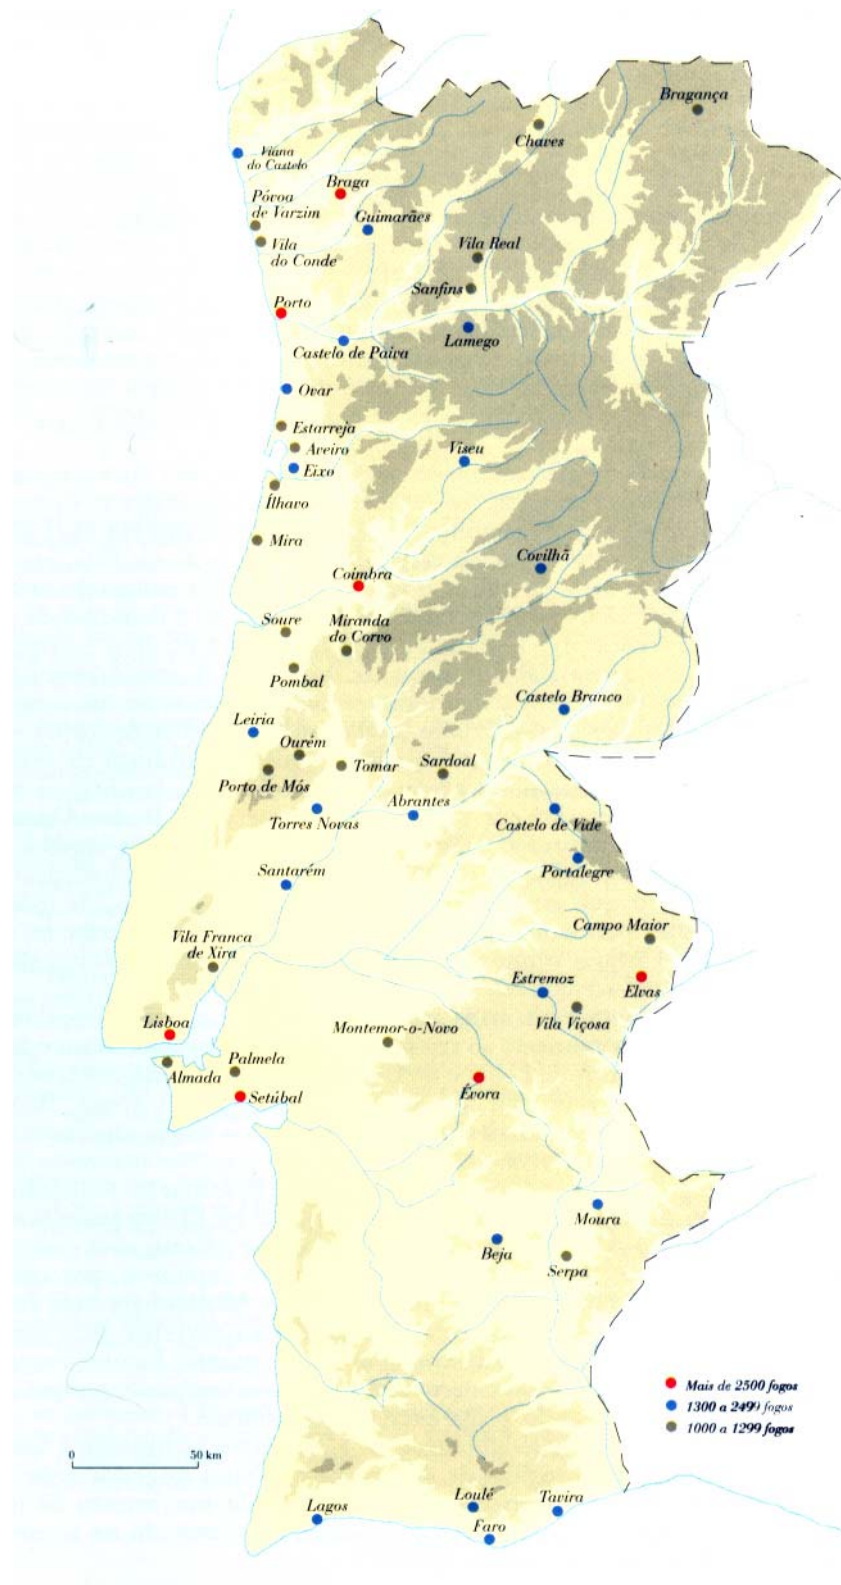 Bragança
Chaves
Viana
do Castelo
Braga
Póvoa
de Varzim
Guimarães
Vila
do Conde
Vila Real
Sanfins
Porto
Lamego
Castelo de Paiva
Ovar
Estarreja
Aveiro
Viseu
Eixo
Ílhavo
Mira
Covilhã
Coimbra
Soure
Miranda
do Corvo
Pombal
Castelo Branco
Leiria
Ourém
Tomar
Sardoal
Porto de Mós
Abrantes
Torres Novas
Castelo de Vide
Santarém
Portalegre
Campo Maior
Vila Franca
de Xira
Estremoz
Elvas
Vila Viçosa
Lisboa
Montemor-o-Novo
Palmela
Almada
Setúbal
Évora
Moura
Beja
Serpa
Mais de 2500 fogos
1300 a 2499 fogos
1000 a 1299 fogos
0 50 km
Lagos
Loulé
Tavira
Faro